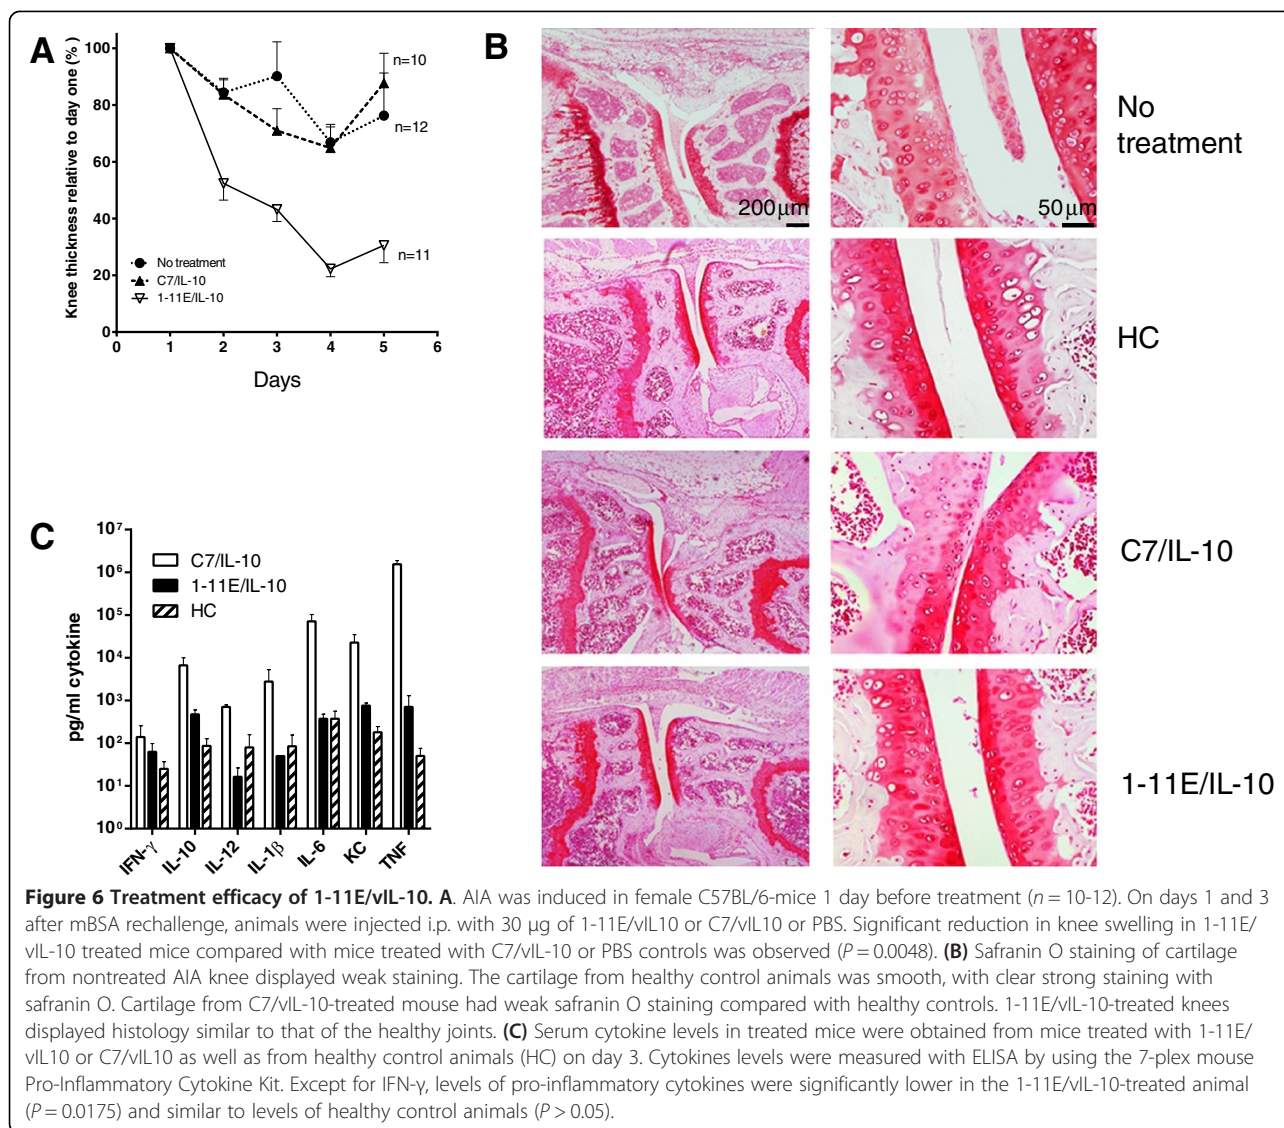 A
Knee thickness relative to day one (%)
100
80
60
40
20
0
0 1 2 3 4 5 6
Days
n=10
n=12
n=11
No treatment
C7/IL-10
1-11E/IL-10
B
200µm
50µm
No
treatment
HC
C7/IL-10
1-11E/IL-10
C
pg/ml cytokine
10⁷
10⁶
10⁵
10⁴
10³
10²
10¹
10⁰
C7/IL-10
1-11E/IL-10
HC
IFN-γ IL-10 IL-12 IL-1β IL-6 KC TNF
Figure 6 Treatment efficacy of 1-11E/vIL-10. A. AIA was induced in female C57BL/6-mice 1 day before treatment (n = 10-12). On days 1 and 3
after mBSA rechallenge, animals were injected i.p. with 30 µg of 1-11E/vIL10 or C7/vIL10 or PBS. Significant reduction in knee swelling in 1-11E/
vIL-10 treated mice compared with mice treated with C7/vIL-10 or PBS controls was observed (P = 0.0048). (B) Safranin O staining of cartilage
from nontreated AIA knee displayed weak staining. The cartilage from healthy control animals was smooth, with clear strong staining with
safranin O. Cartilage from C7/vIL-10-treated mouse had weak safranin O staining compared with healthy controls. 1-11E/vIL-10-treated knees
displayed histology similar to that of the healthy joints. (C) Serum cytokine levels in treated mice were obtained from mice treated with 1-11E/
vIL10 or C7/vIL10 as well as from healthy control animals (HC) on day 3. Cytokines levels were measured with ELISA by using the 7-plex mouse
Pro-Inflammatory Cytokine Kit. Except for IFN-γ, levels of pro-inflammatory cytokines were significantly lower in the 1-11E/vIL-10-treated animal
(P = 0.0175) and similar to levels of healthy control animals (P > 0.05).